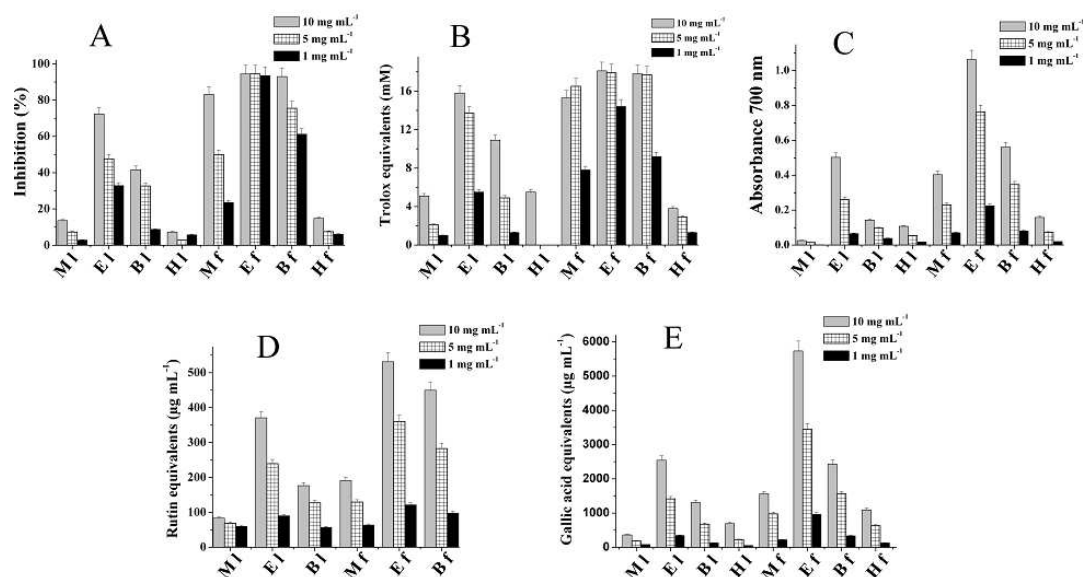 A
10 mg mL⁻¹
5 mg mL⁻¹
1 mg mL⁻¹
Inhibition (%)
100
80
60
40
20
0
M l E l B l H l M f E f B f H f
B
10 mg mL⁻¹
5 mg mL⁻¹
1 mg mL⁻¹
Trolox equivalents (mM)
16
12
8
4
0
M l E l B l H l M f E f B f H f
C
10 mg mL⁻¹
5 mg mL⁻¹
1 mg mL⁻¹
Absorbance 700 nm
1.0
0.8
0.6
0.4
0.2
0.0
M l E l B l H l M f E f B f H f
D
10 mg mL⁻¹
5 mg mL⁻¹
1 mg mL⁻¹
Rutin equivalents (µg mL⁻¹)
500
400
300
200
100
0
M l E l B l M f E f B f
E
10 mg mL⁻¹
5 mg mL⁻¹
1 mg mL⁻¹
Gallic acid equivalents (µg mL⁻¹)
6000
5000
4000
3000
2000
1000
0
M l E l B l H l M f E f B f H f